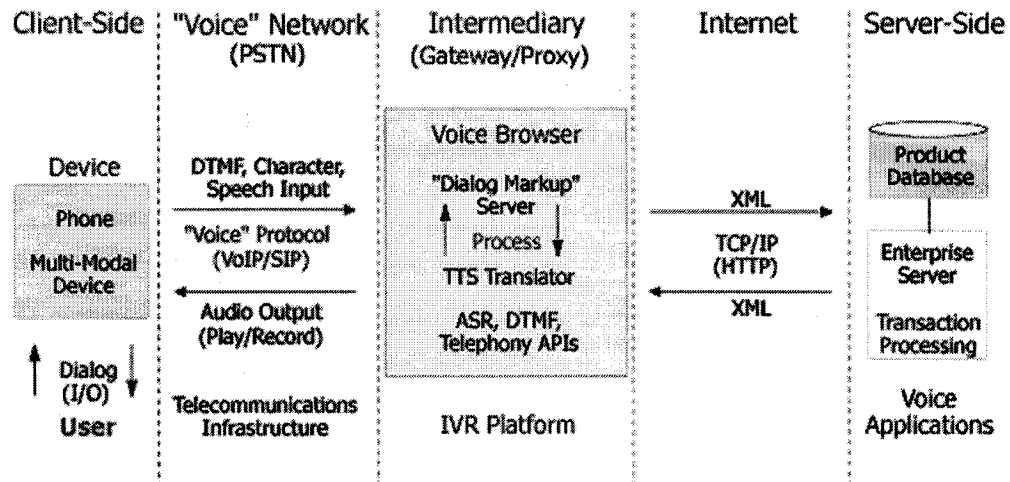 Client-Side
"Voice" Network
(PSTN)
Intermediary
(Gateway/Proxy)
Internet
Server-Side
Device
Phone
Multi-Modal
Device
Dialog
(I/O)
User
DTMF, Character,
Speech Input
"Voice" Protocol
(VoIP/SIP)
Audio Output
(Play/Record)
Telecommunications
Infrastructure
Voice Browser
"Dialog Markup"
Server
Process
TTS Translator
ASR, DTMF,
Telephony APIs
IVR Platform
XML
TCP/IP
(HTTP)
XML
Product
Database
Enterprise
Server
Transaction
Processing
Voice
Applications